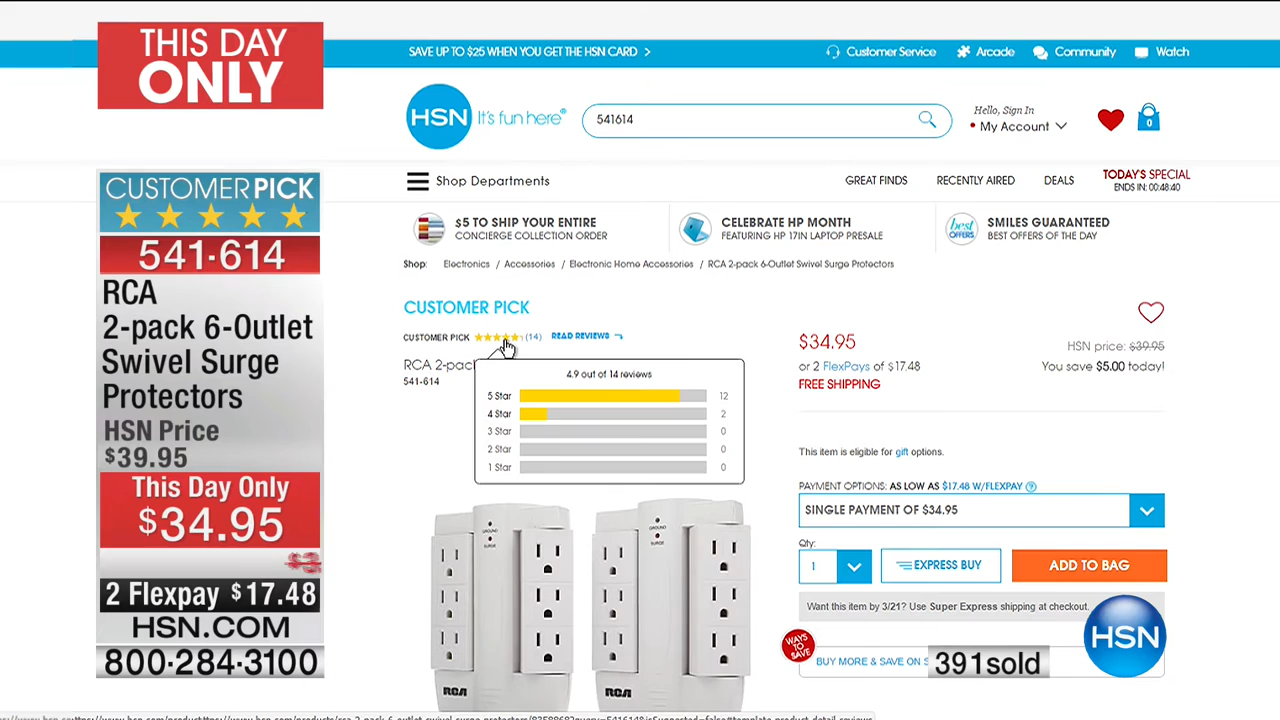 THIS DAY
ONLY
CUSTOMER PICK
541-614
RCA
2-pack 6-Outlet
Swivel Surge
Protectors
HSN Price
$39.95
This Day Only
$34.95
2 Flexpay $17.48
HSN.COM
800·284·3100
SAVE UP TO $25 WHEN YOU GET THE HSN CARD >
Customer Service
Arcade
Community
Watch
HSN It's fun here®
541614
Hello, Sign In
My Account
0
Shop Departments
GREAT FINDS
RECENTLY AIRED
DEALS
TODAY'S SPECIAL
ENDS IN: 00:48:40
$5 TO SHIP YOUR ENTIRE
CONCIERGE COLLECTION ORDER
CELEBRATE HP MONTH
FEATURING HP 17IN LAPTOP PRESALE
best
OFFERS
SMILES GUARANTEED
BEST OFFERS OF THE DAY
Shop: Electronics / Accessories / Electronic Home Accessories / RCA 2-pack 6-Outlet Swivel Surge Protectors
CUSTOMER PICK
CUSTOMER PICK (14) READ REVIEWS
RCA 2-pack
541-614
4.9 out of 14 reviews
5 Star 12
4 Star 2
3 Star 0
2 Star 0
1 Star 0
GROUND
SURGE
RCA
GROUND
SURGE
RCA
$34.95
HSN price: $39.95
or 2 FlexPays of $17.48
You save $5.00 today!
FREE SHIPPING
This item is eligible for gift options.
PAYMENT OPTIONS: AS LOW AS $17.48 W/FLEXPAY ?
SINGLE PAYMENT OF $34.95
Qty:
1
EXPRESS BUY
ADD TO BAG
Want this item by 3/21? Use Super Express shipping at checkout.
WAYS
TO
SAVE
BUY MORE & SAVE ON S
391sold
HSN